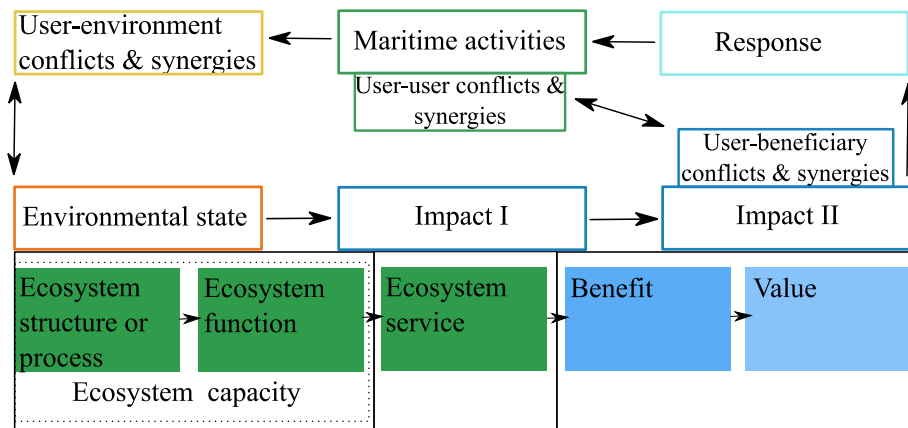 User-environment
conflicts & synergies
Maritime activities
User-user conflicts &
synergies
Response
User-beneficiary
conflicts & synergies
Environmental state
Impact I
Impact II
Ecosystem
structure or
process
Ecosystem
function
Ecosystem
service
Benefit
Value
Ecosystem capacity